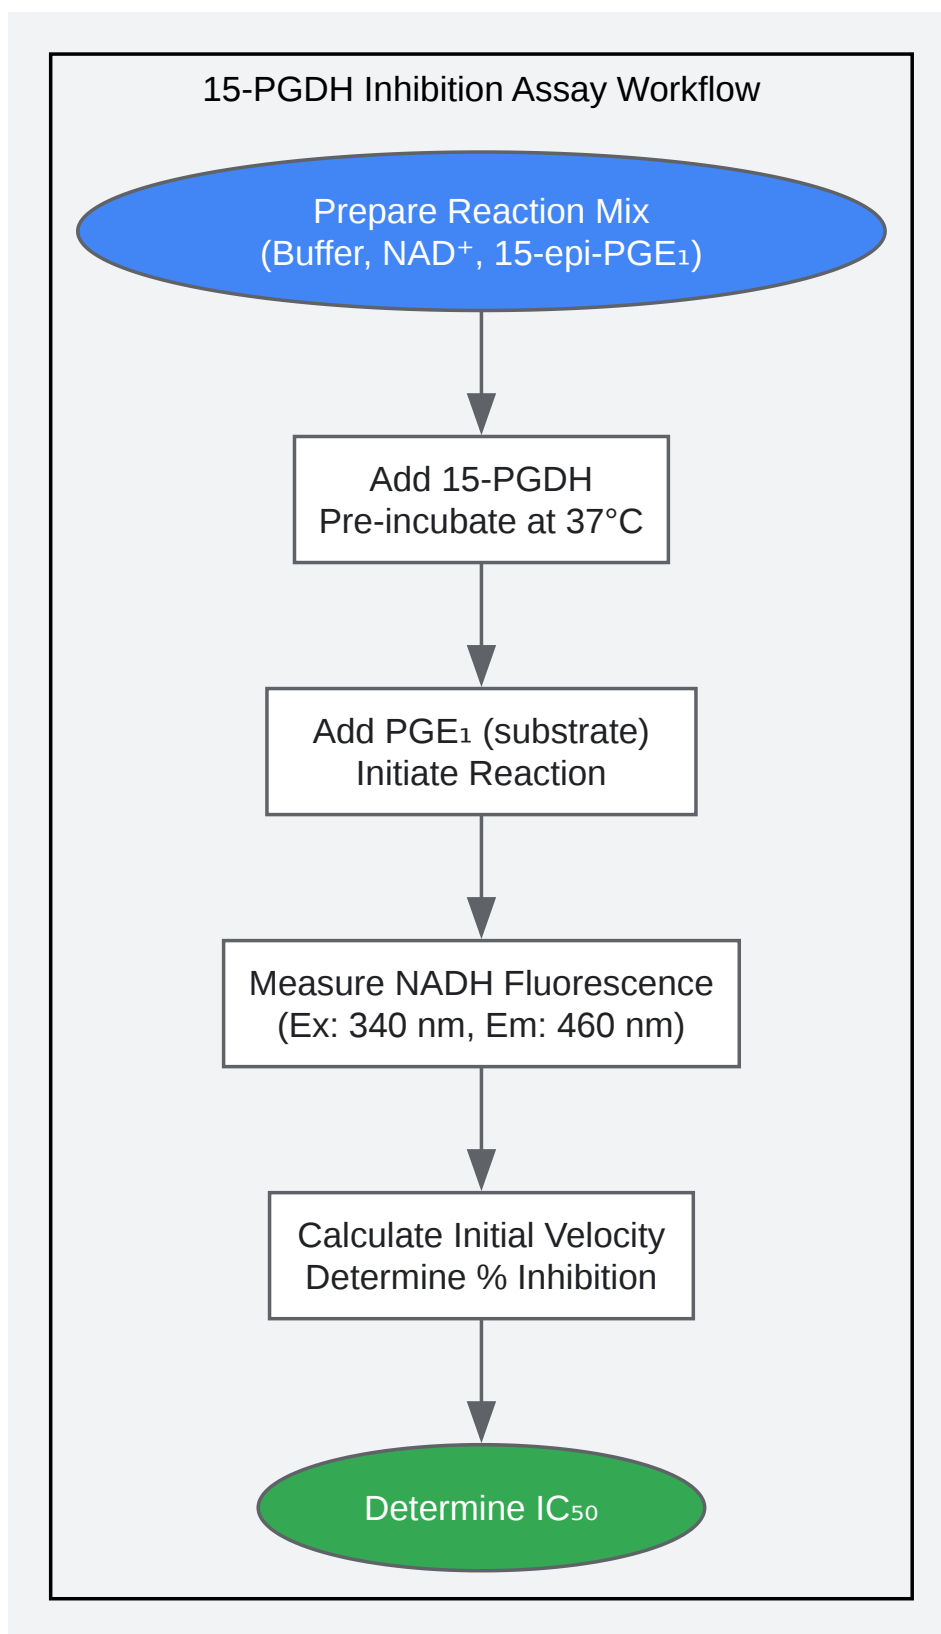 15-PGDH Inhibition Assay Workflow
Prepare Reaction Mix
(Buffer, NAD⁺, 15-epi-PGE₁)
Add 15-PGDH
Pre-incubate at 37°C
Add PGE₁ (substrate)
Initiate Reaction
Measure NADH Fluorescence
(Ex: 340 nm, Em: 460 nm)
Calculate Initial Velocity
Determine % Inhibition
Determine IC₅₀